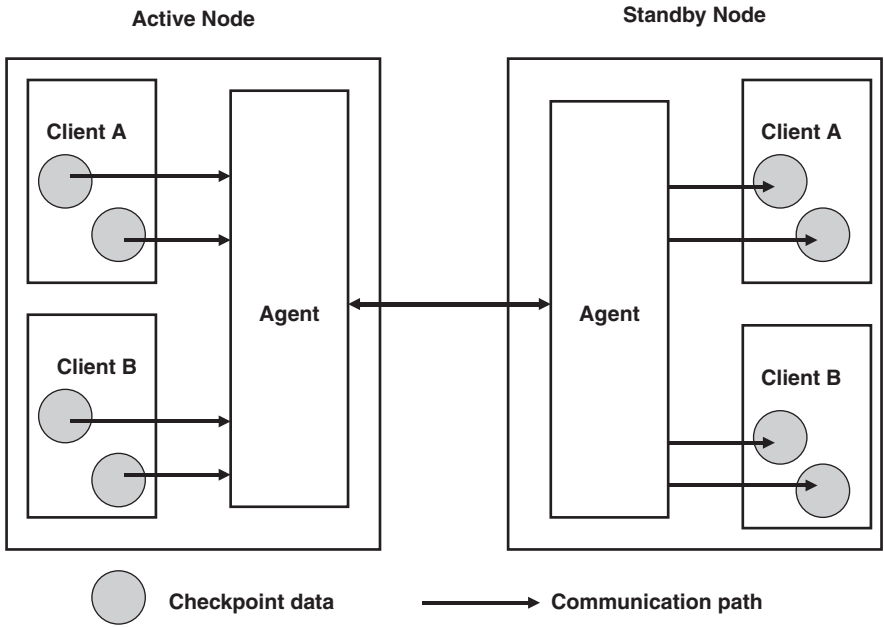 Active Node
Standby Node
Client A
Client A
Agent
Agent
Client B
Client B
Checkpoint data
Communication path